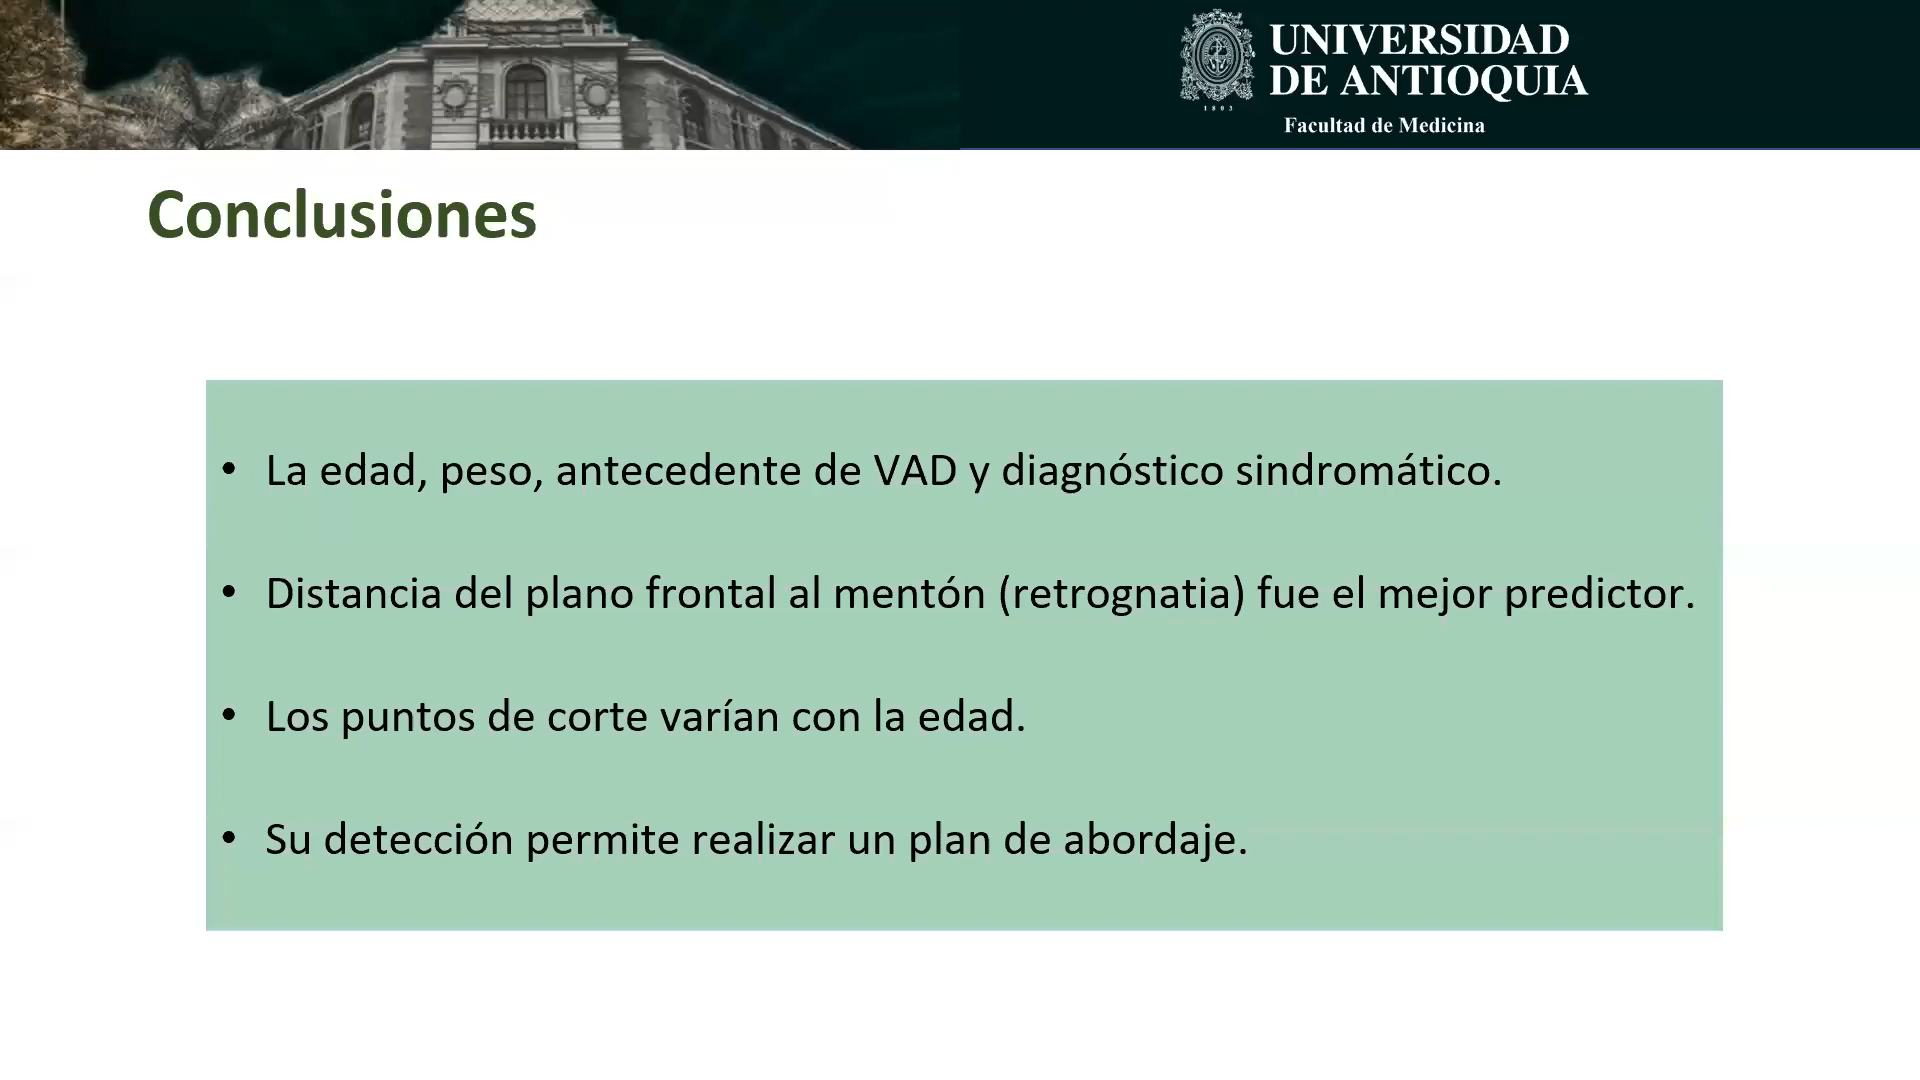 UNIVERSIDAD
DE ANTIOQUIA
1803
Facultad de Medicina
Conclusiones
• La edad, peso, antecedente de VAD y diagnóstico sindromático.
• Distancia del plano frontal al mentón (retrognatia) fue el mejor predictor.
• Los puntos de corte varían con la edad.
• Su detección permite realizar un plan de abordaje.